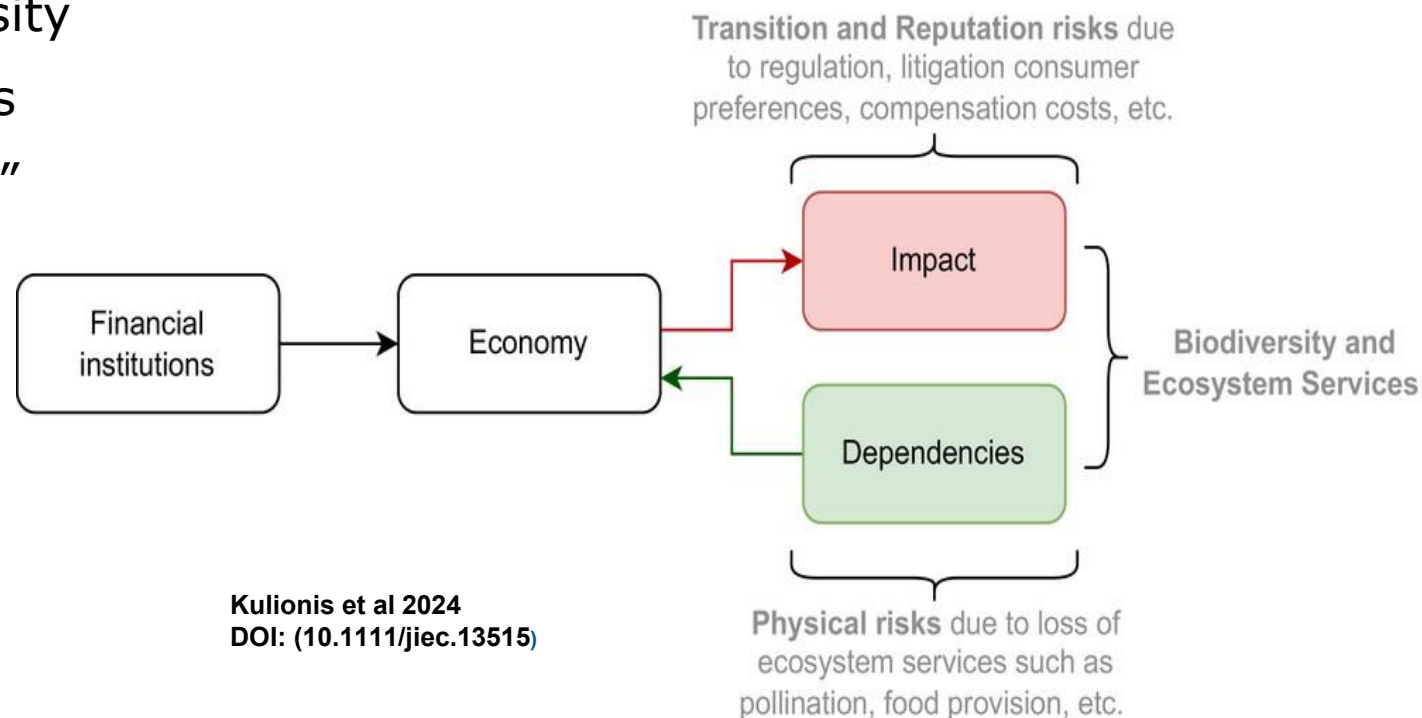 sity
s
”
Transition and Reputation risks due
to regulation, litigation consumer
preferences, compensation costs, etc.
Financial
institutions
Economy
Impact
Dependencies
Biodiversity and
Ecosystem Services
Kulionis et al 2024
DOI: (10.1111/jiec.13515)
Physical risks due to loss of
ecosystem services such as
pollination, food provision, etc.